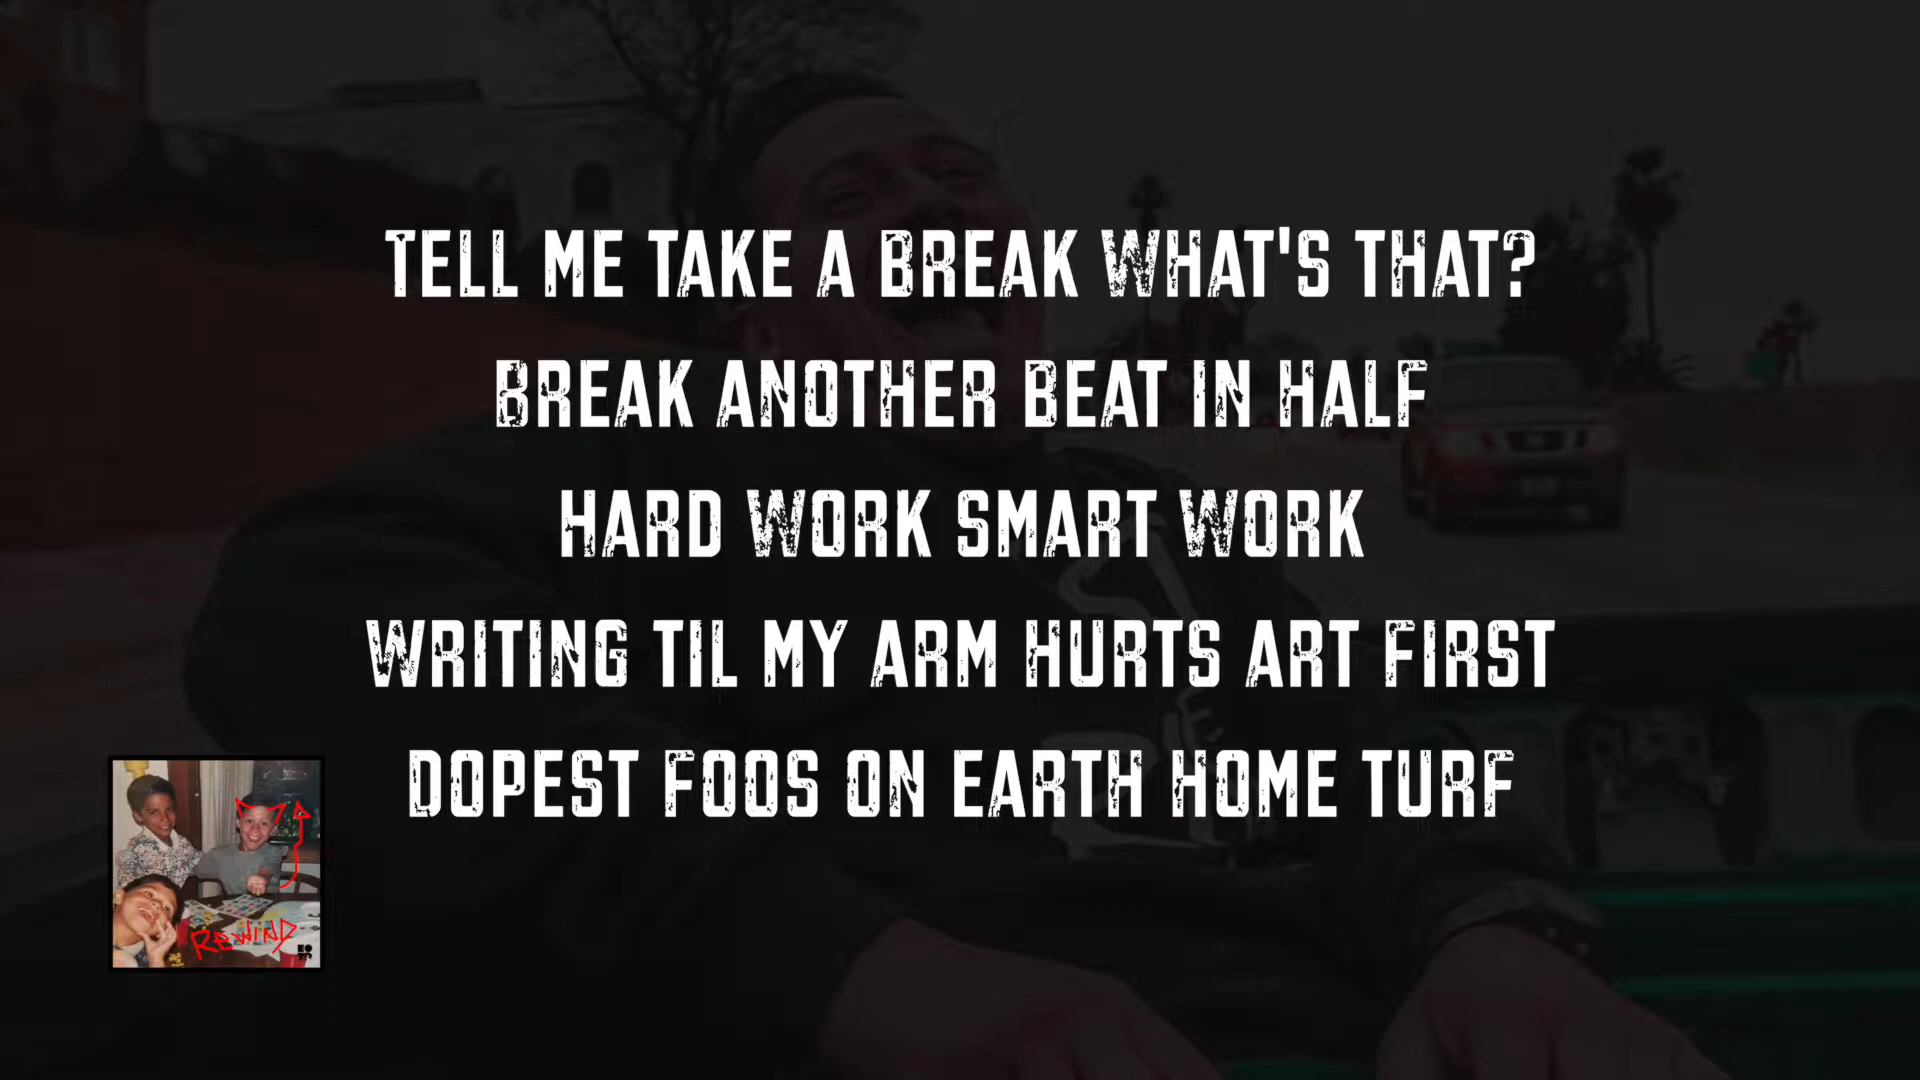 TELL ME TAKE A BREAK WHAT'S THAT?
BREAK ANOTHER BEAT IN HALF
HARD WORK SMART WORK
WRITING TIL MY ARM HURTS ART FIRST
DOPEST FOOS ON EARTH HOME TURF
REWIND